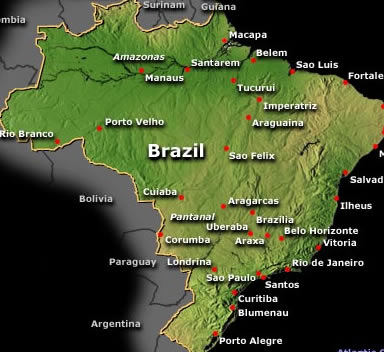 Surinam
Guiana
ombia
Macapa
Amazonas
Belem
Santarem
Sao Luis
Manaus
Fortale
Tucurui
Imperatriz
Araguaina
Porto Velho
Rio Branco
Brazil
Sao Felix
M
Salvad
Cuiaba
Bolivia
Aragarcas
Ilheus
Pantanal
Brazilia
Uberaba
Belo Horizonte
Corumba
Araxa
Vitoria
Paraguay
Londrina
Rio de Janeiro
Sao Paulo
Santos
Curitiba
Blumenau
Argentina
Porto Alegre